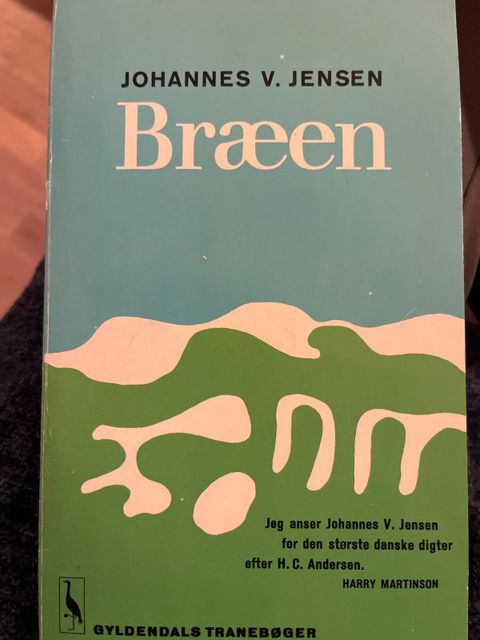 JOHANNES V. JENSEN
Bræen
Jeg anser Johannes V. Jensen
for den største danske digter
efter H. C. Andersen.
HARRY MARTINSON
GYLDENDALS TRANEBØGER